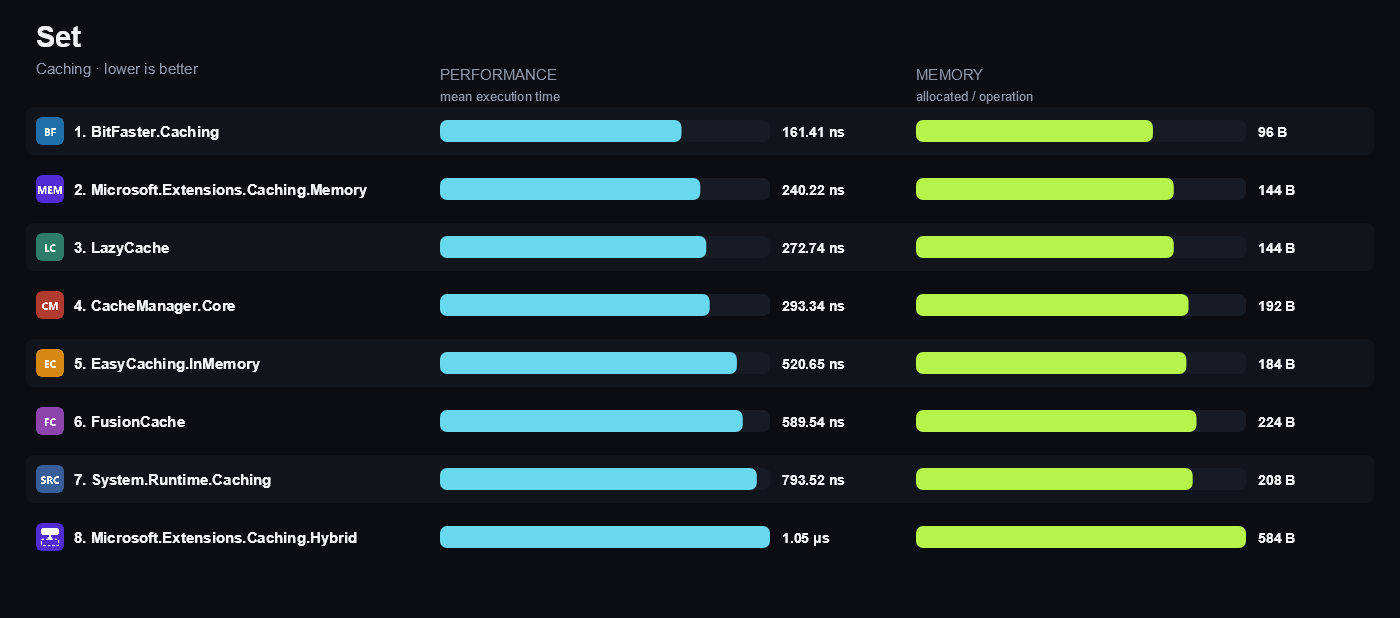 Set
Caching · lower is better
PERFORMANCE
mean execution time
MEMORY
allocated / operation
BF 1. BitFaster.Caching 161.41 ns 96 B
MEM 2. Microsoft.Extensions.Caching.Memory 240.22 ns 144 B
LC 3. LazyCache 272.74 ns 144 B
CM 4. CacheManager.Core 293.34 ns 192 B
EC 5. EasyCaching.InMemory 520.65 ns 184 B
FC 6. FusionCache 589.54 ns 224 B
SRC 7. System.Runtime.Caching 793.52 ns 208 B
8. Microsoft.Extensions.Caching.Hybrid 1.05 μs 584 B